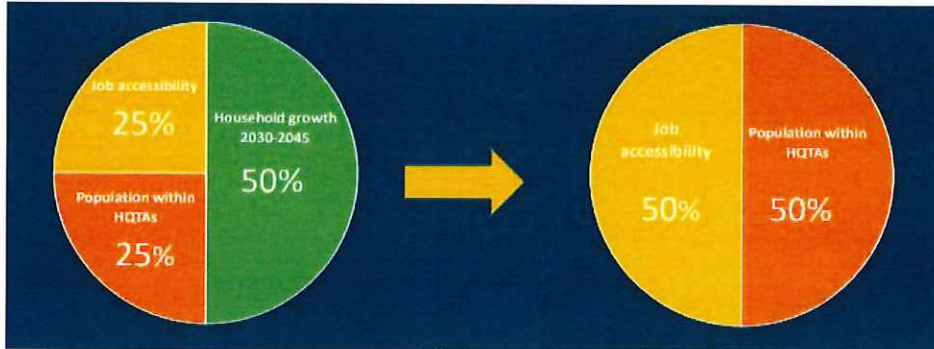 Job accessibility
25%
Household growth
2030-2045
50%
Population within
HQTAs
25%
Job
accessibility
50%
Population within
HQTAs
50%